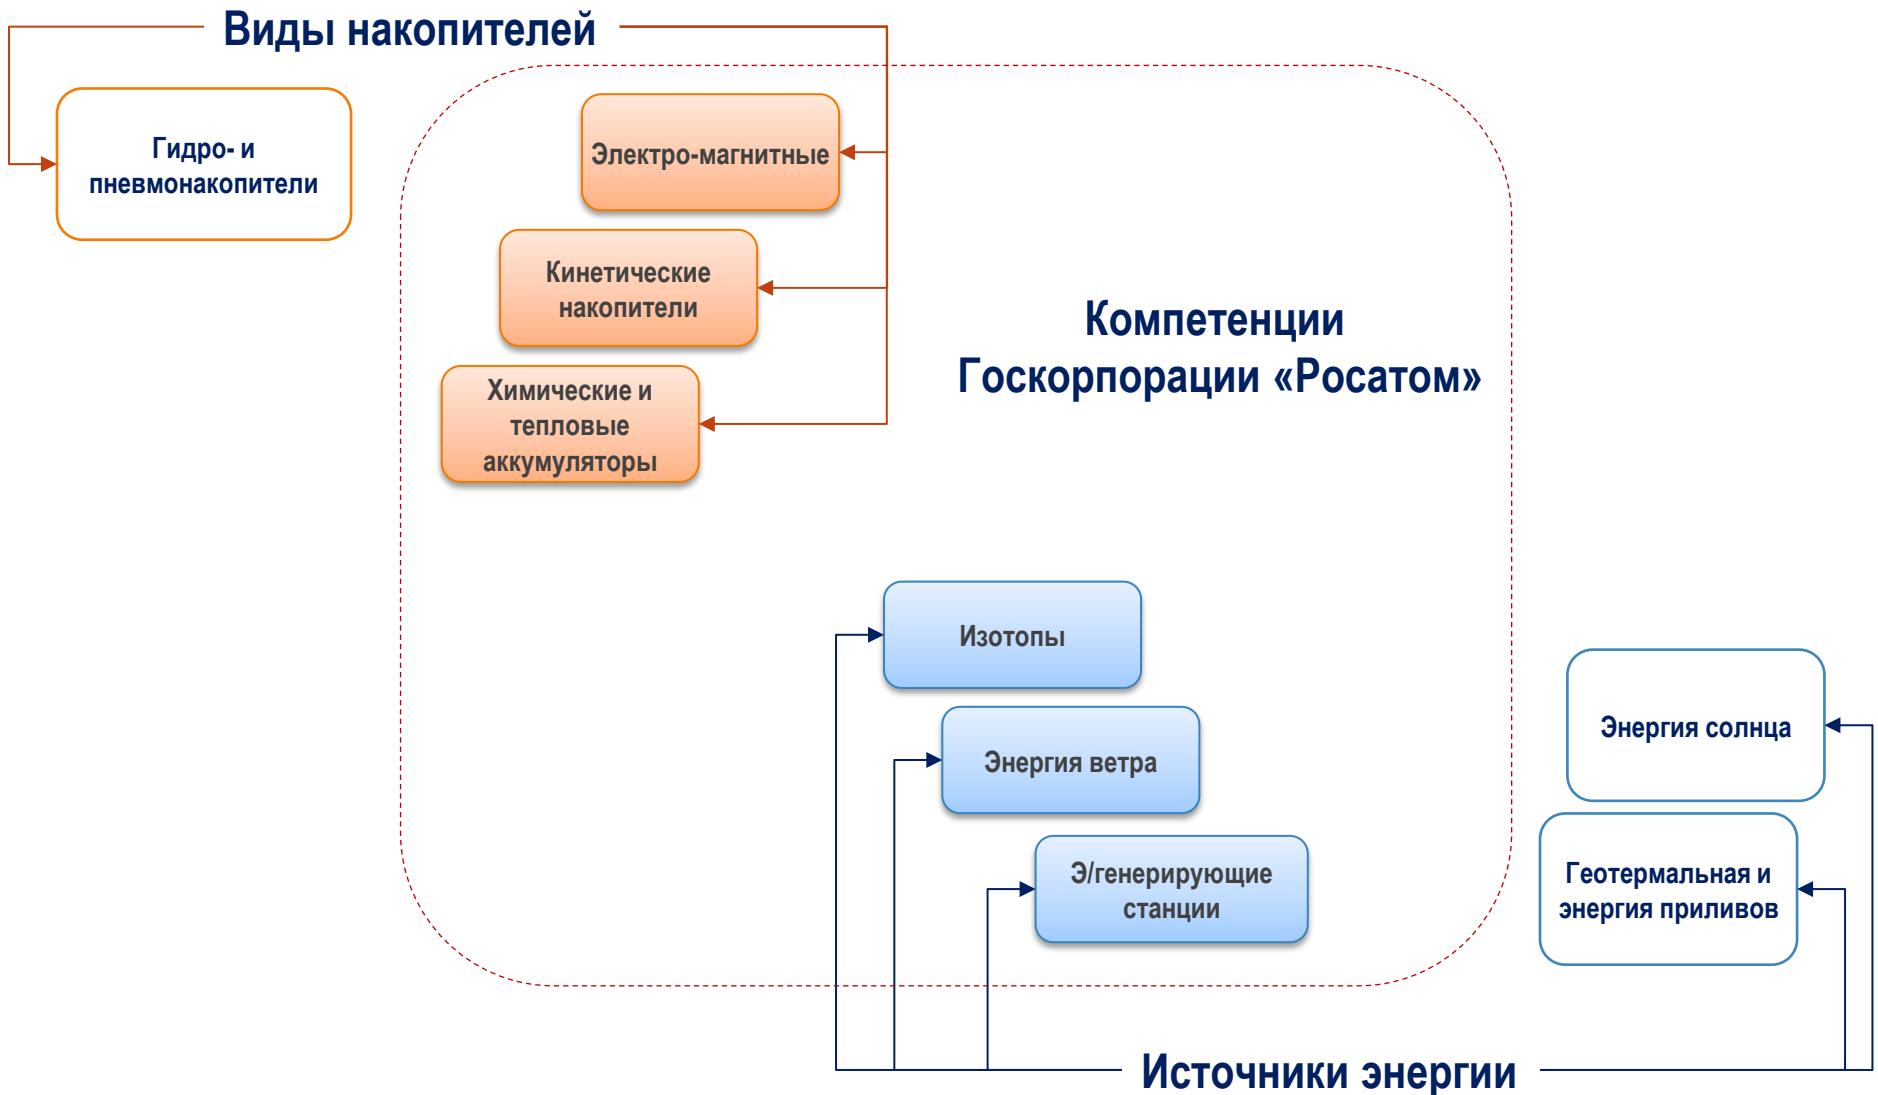 Виды накопителей
Гидро- и
пневмонакопители
Электро-магнитные
Кинетические
накопители
Химические и
тепловые
аккумуляторы
Компетенции
Госкорпорации «Росатом»
Изотопы
Энергия ветра
Э/генерирующие
станции
Энергия солнца
Геотермальная и
энергия приливов
Источники энергии